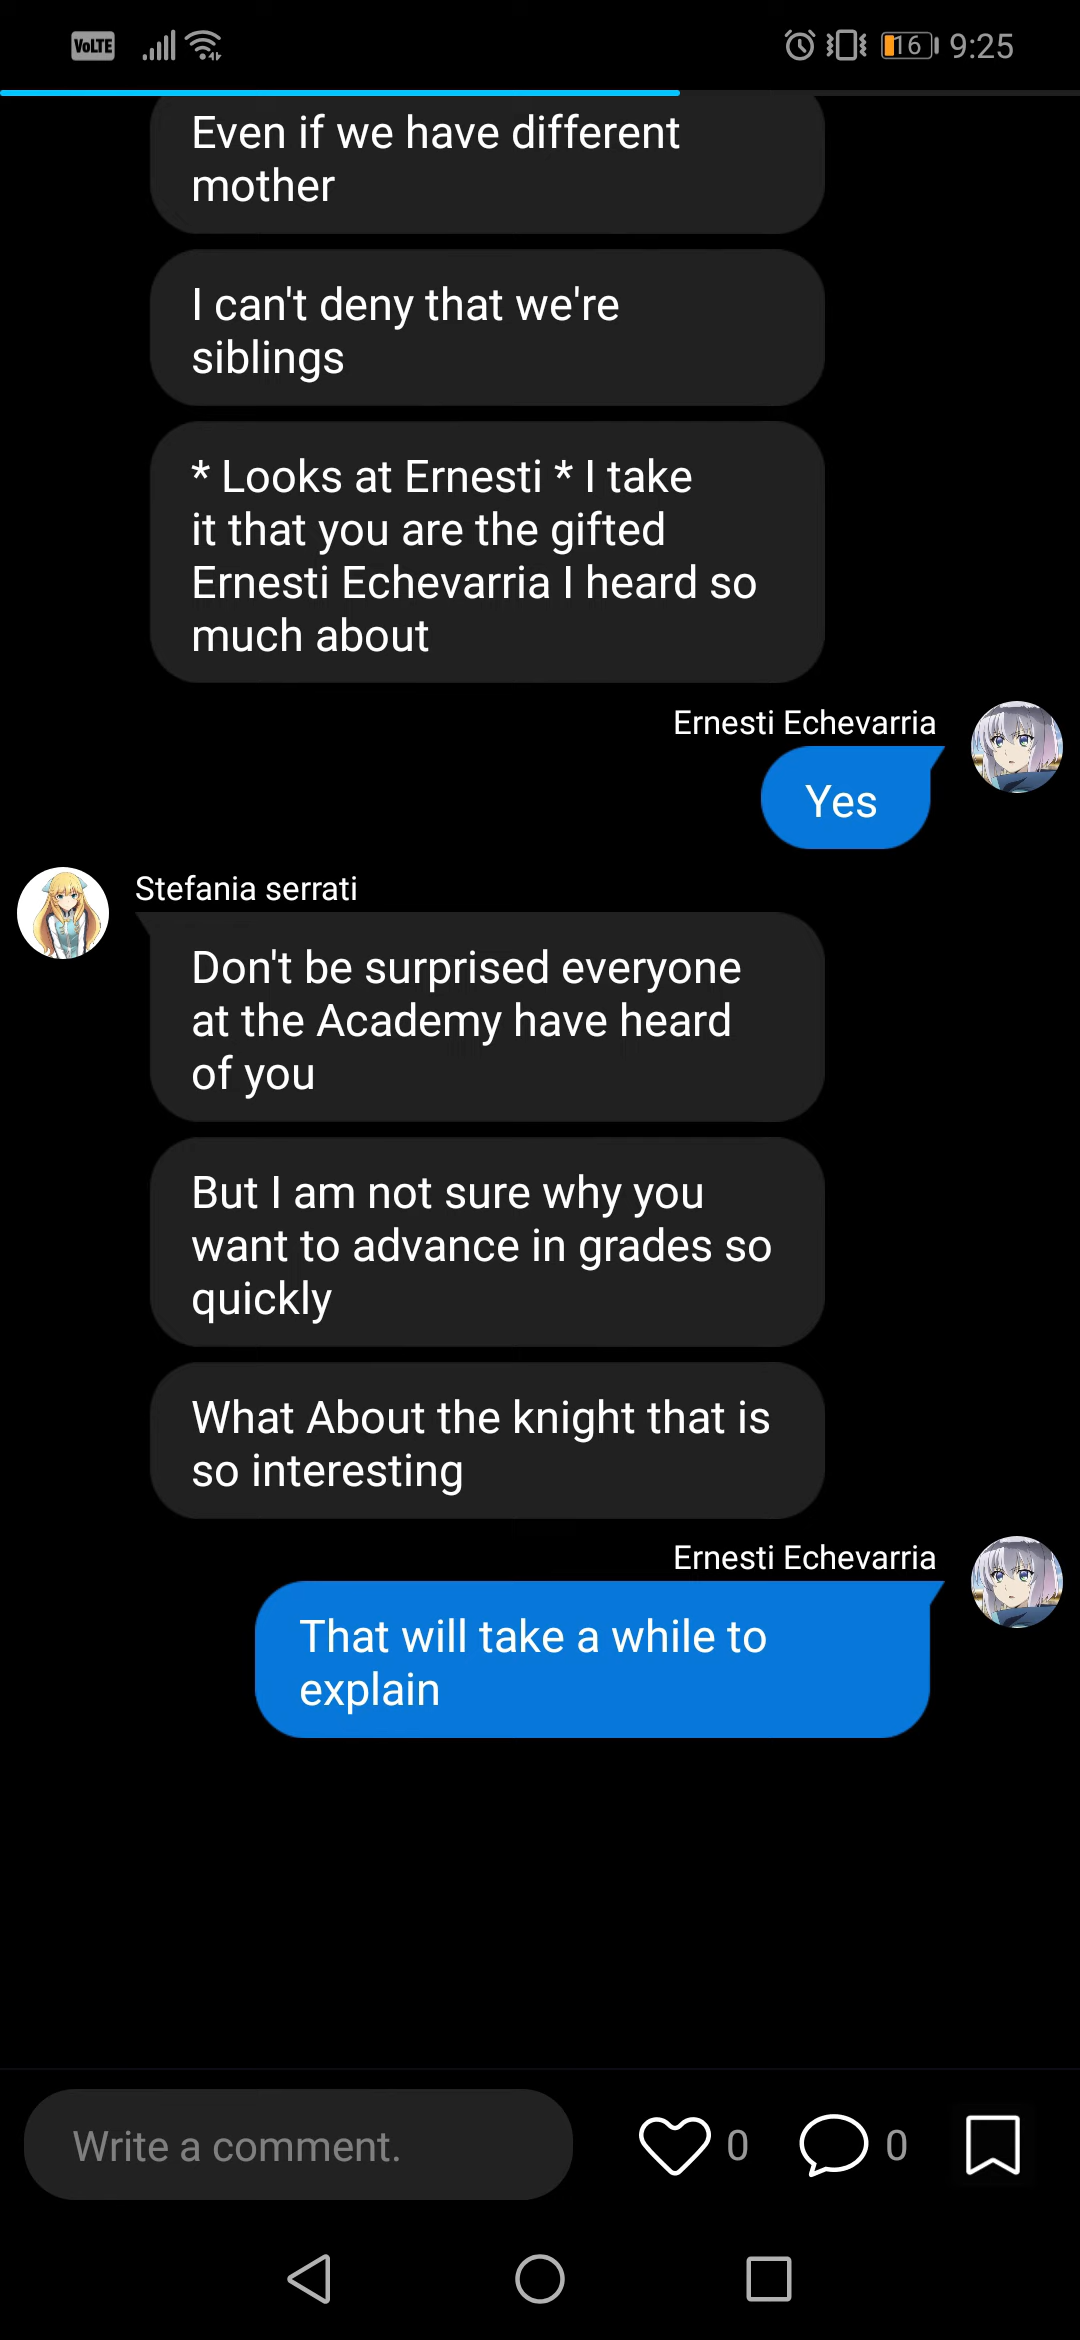 VoLTE 16 9:25
Even if we have different
mother
I can't deny that we're
siblings
* Looks at Ernesti * I take
it that you are the gifted
Ernesti Echevarria I heard so
much about
Ernesti Echevarria
Yes
Stefania serrati
Don't be surprised everyone
at the Academy have heard
of you
But I am not sure why you
want to advance in grades so
quickly
What About the knight that is
so interesting
Ernesti Echevarria
That will take a while to
explain
Write a comment. 0 0